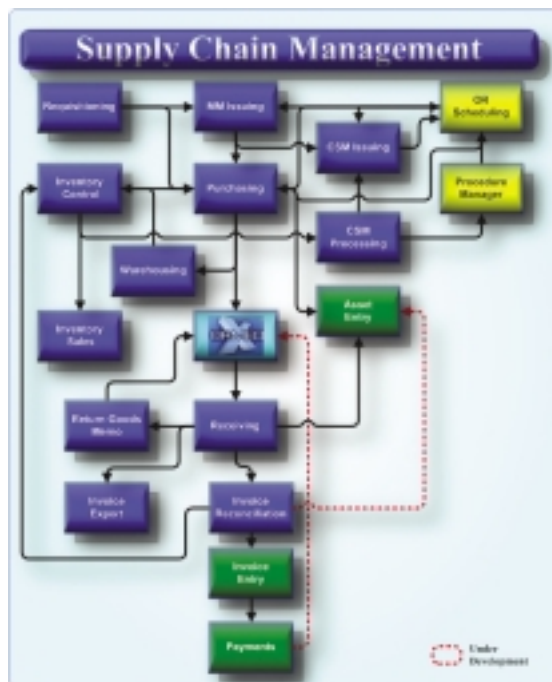 Supply Chain Management
Requisitioning
MM Issuing
OR
Scheduling
CSM Issuing
Inventory
Control
Purchasing
Procedure
Manager
CSM
Processing
Warehousing
Asset
Entry
Inventory
Sales
Return Goods
Memo
Receiving
Invoice
Export
Invoice
Reconciliation
Invoice
Entry
Payments
Under
Development